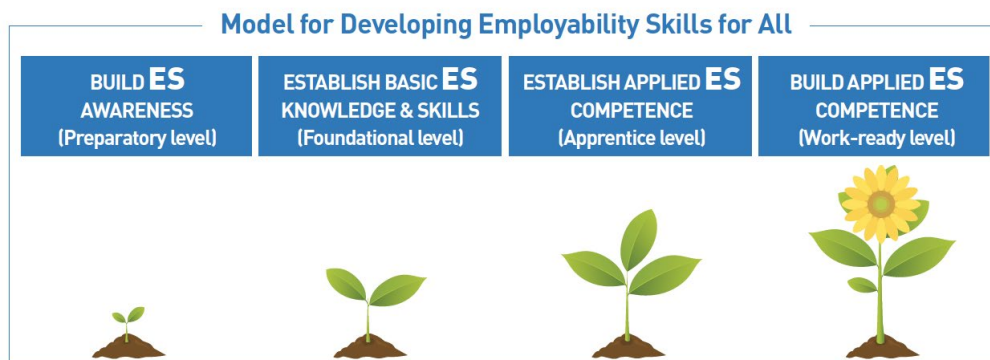 Model for Developing Employability Skills for All
BUILD ES
AWARENESS
(Preparatory level)
ESTABLISH BASIC ES
KNOWLEDGE & SKILLS
(Foundational level)
ESTABLISH APPLIED ES
COMPETENCE
(Apprentice level)
BUILD APPLIED ES
COMPETENCE
(Work-ready level)